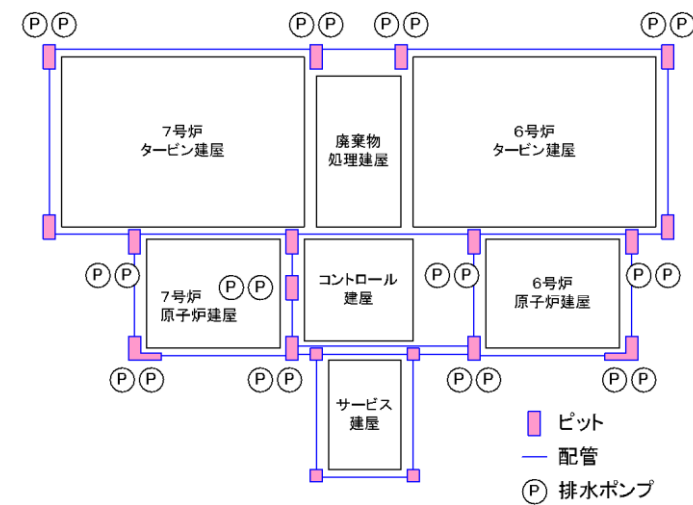 P P P P P P
7号炉
タービン建屋
廃棄物
処理建屋
6号炉
タービン建屋
P P P P P P P P
7号炉
原子炉建屋
コントロール
建屋
6号炉
原子炉建屋
P P P P P P P P
サービス
建屋
ピット
配管
P 排水ポンプ